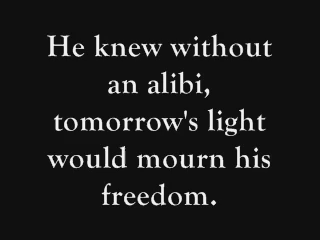 He knew without
an alibi,
tomorrow's light
would mourn his
freedom.